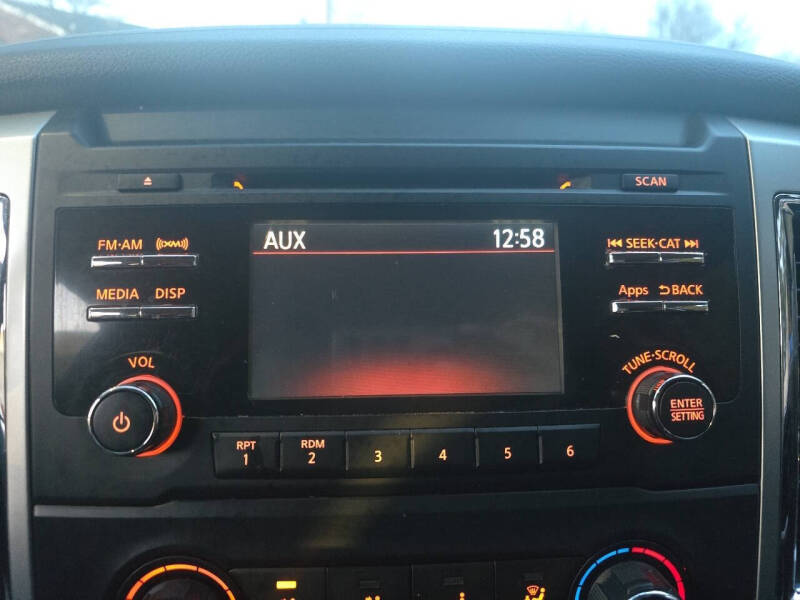 SCAN
FM·AM ((XM))
MEDIA DISP
VOL
AUX 12:58
SEEK·CAT
Apps BACK
TUNE·SCROLL
ENTER
SETTING
RPT
1
RDM
2
3
4
5
6